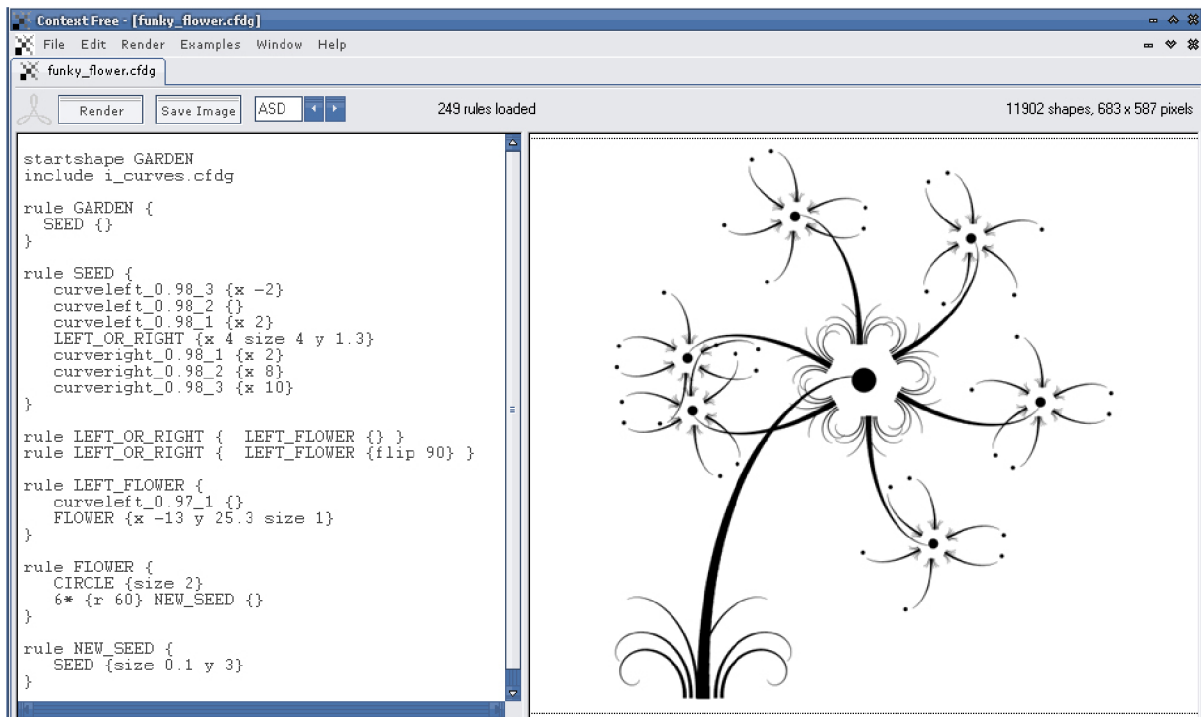 Context Free - [funky_flower.cfdg]
File Edit Render Examples Window Help
funky_flower.cfdg
Render Save Image ASD 249 rules loaded 11902 shapes, 683 x 587 pixels
startshape GARDEN
include i_curves.cfdg
rule GARDEN {
SEED {}
}
rule SEED {
curveleft_0.98_3 {x -2}
curveleft_0.98_2 {}
curveleft_0.98_1 {x 2}
LEFT_OR_RIGHT {x 4 size 4 y 1.3}
curveright_0.98_1 {x 2}
curveright_0.98_2 {x 8}
curveright_0.98_3 {x 10}
}
rule LEFT_OR_RIGHT {  LEFT_FLOWER {} }
rule LEFT_OR_RIGHT {  LEFT_FLOWER {flip 90} }
rule LEFT_FLOWER {
curveleft_0.97_1 {}
FLOWER {x -13 y 25.3 size 1}
}
rule FLOWER {
CIRCLE {size 2}
6* {r 60} NEW_SEED {}
}
rule NEW_SEED {
SEED {size 0.1 y 3}
}